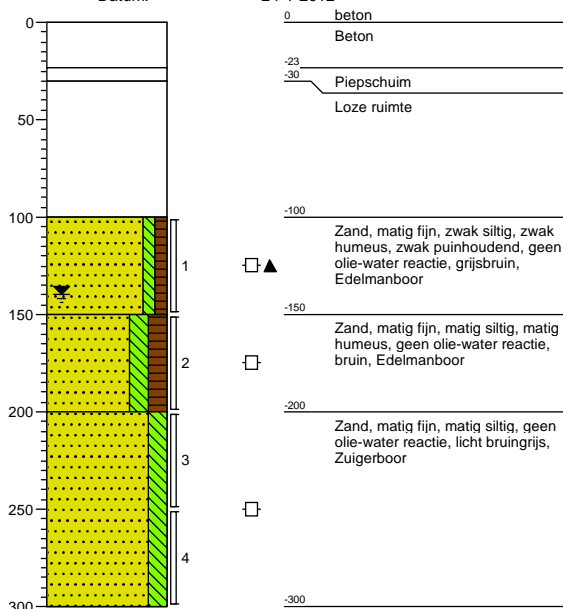 0
beton
0
Beton
-23
-30
Piepschuim
Loze ruimte
50
100
-100
Zand, matig fijn, zwak siltig, zwak
humeus, zwak puinhoudend, geen
olie-water reactie, grijsbruin,
Edelmanboor
1
150
-150
Zand, matig fijn, matig siltig, matig
humeus, geen olie-water reactie,
bruin, Edelmanboor
2
200
-200
Zand, matig fijn, matig siltig, geen
olie-water reactie, licht bruingrijs,
Zuigerboor
3
250
4
300
-300